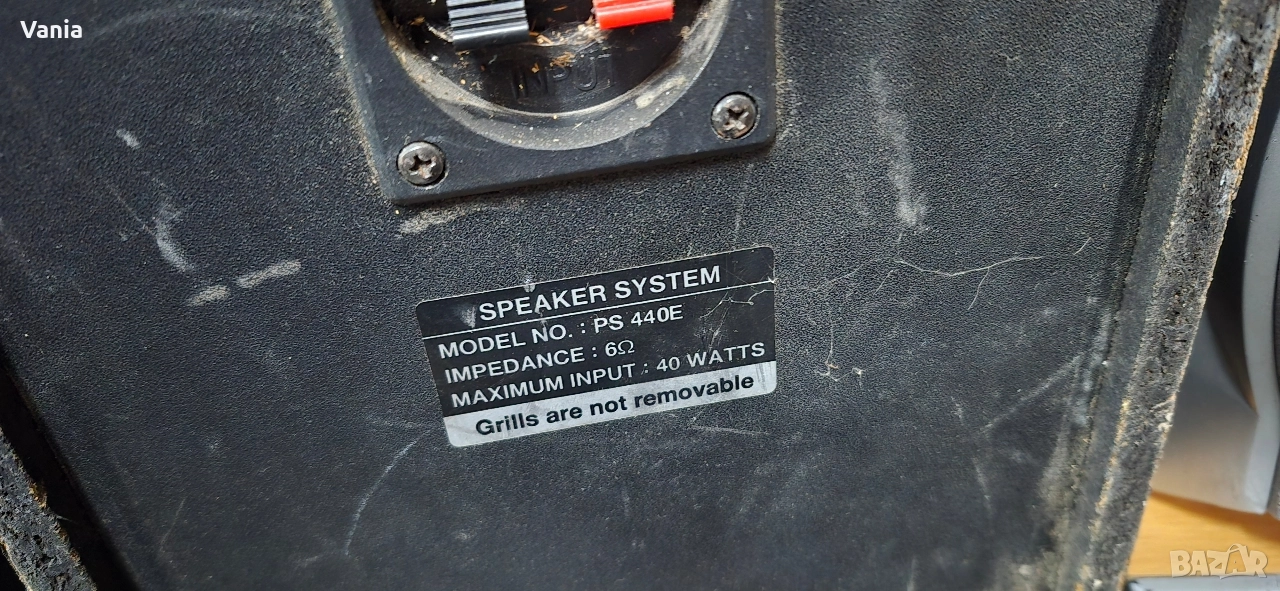 Vania
INPUT
SPEAKER SYSTEM
MODEL NO. : PS 440E
IMPEDANCE : 6Ω
MAXIMUM INPUT : 40 WATTS
Grills are not removable
BAZAR